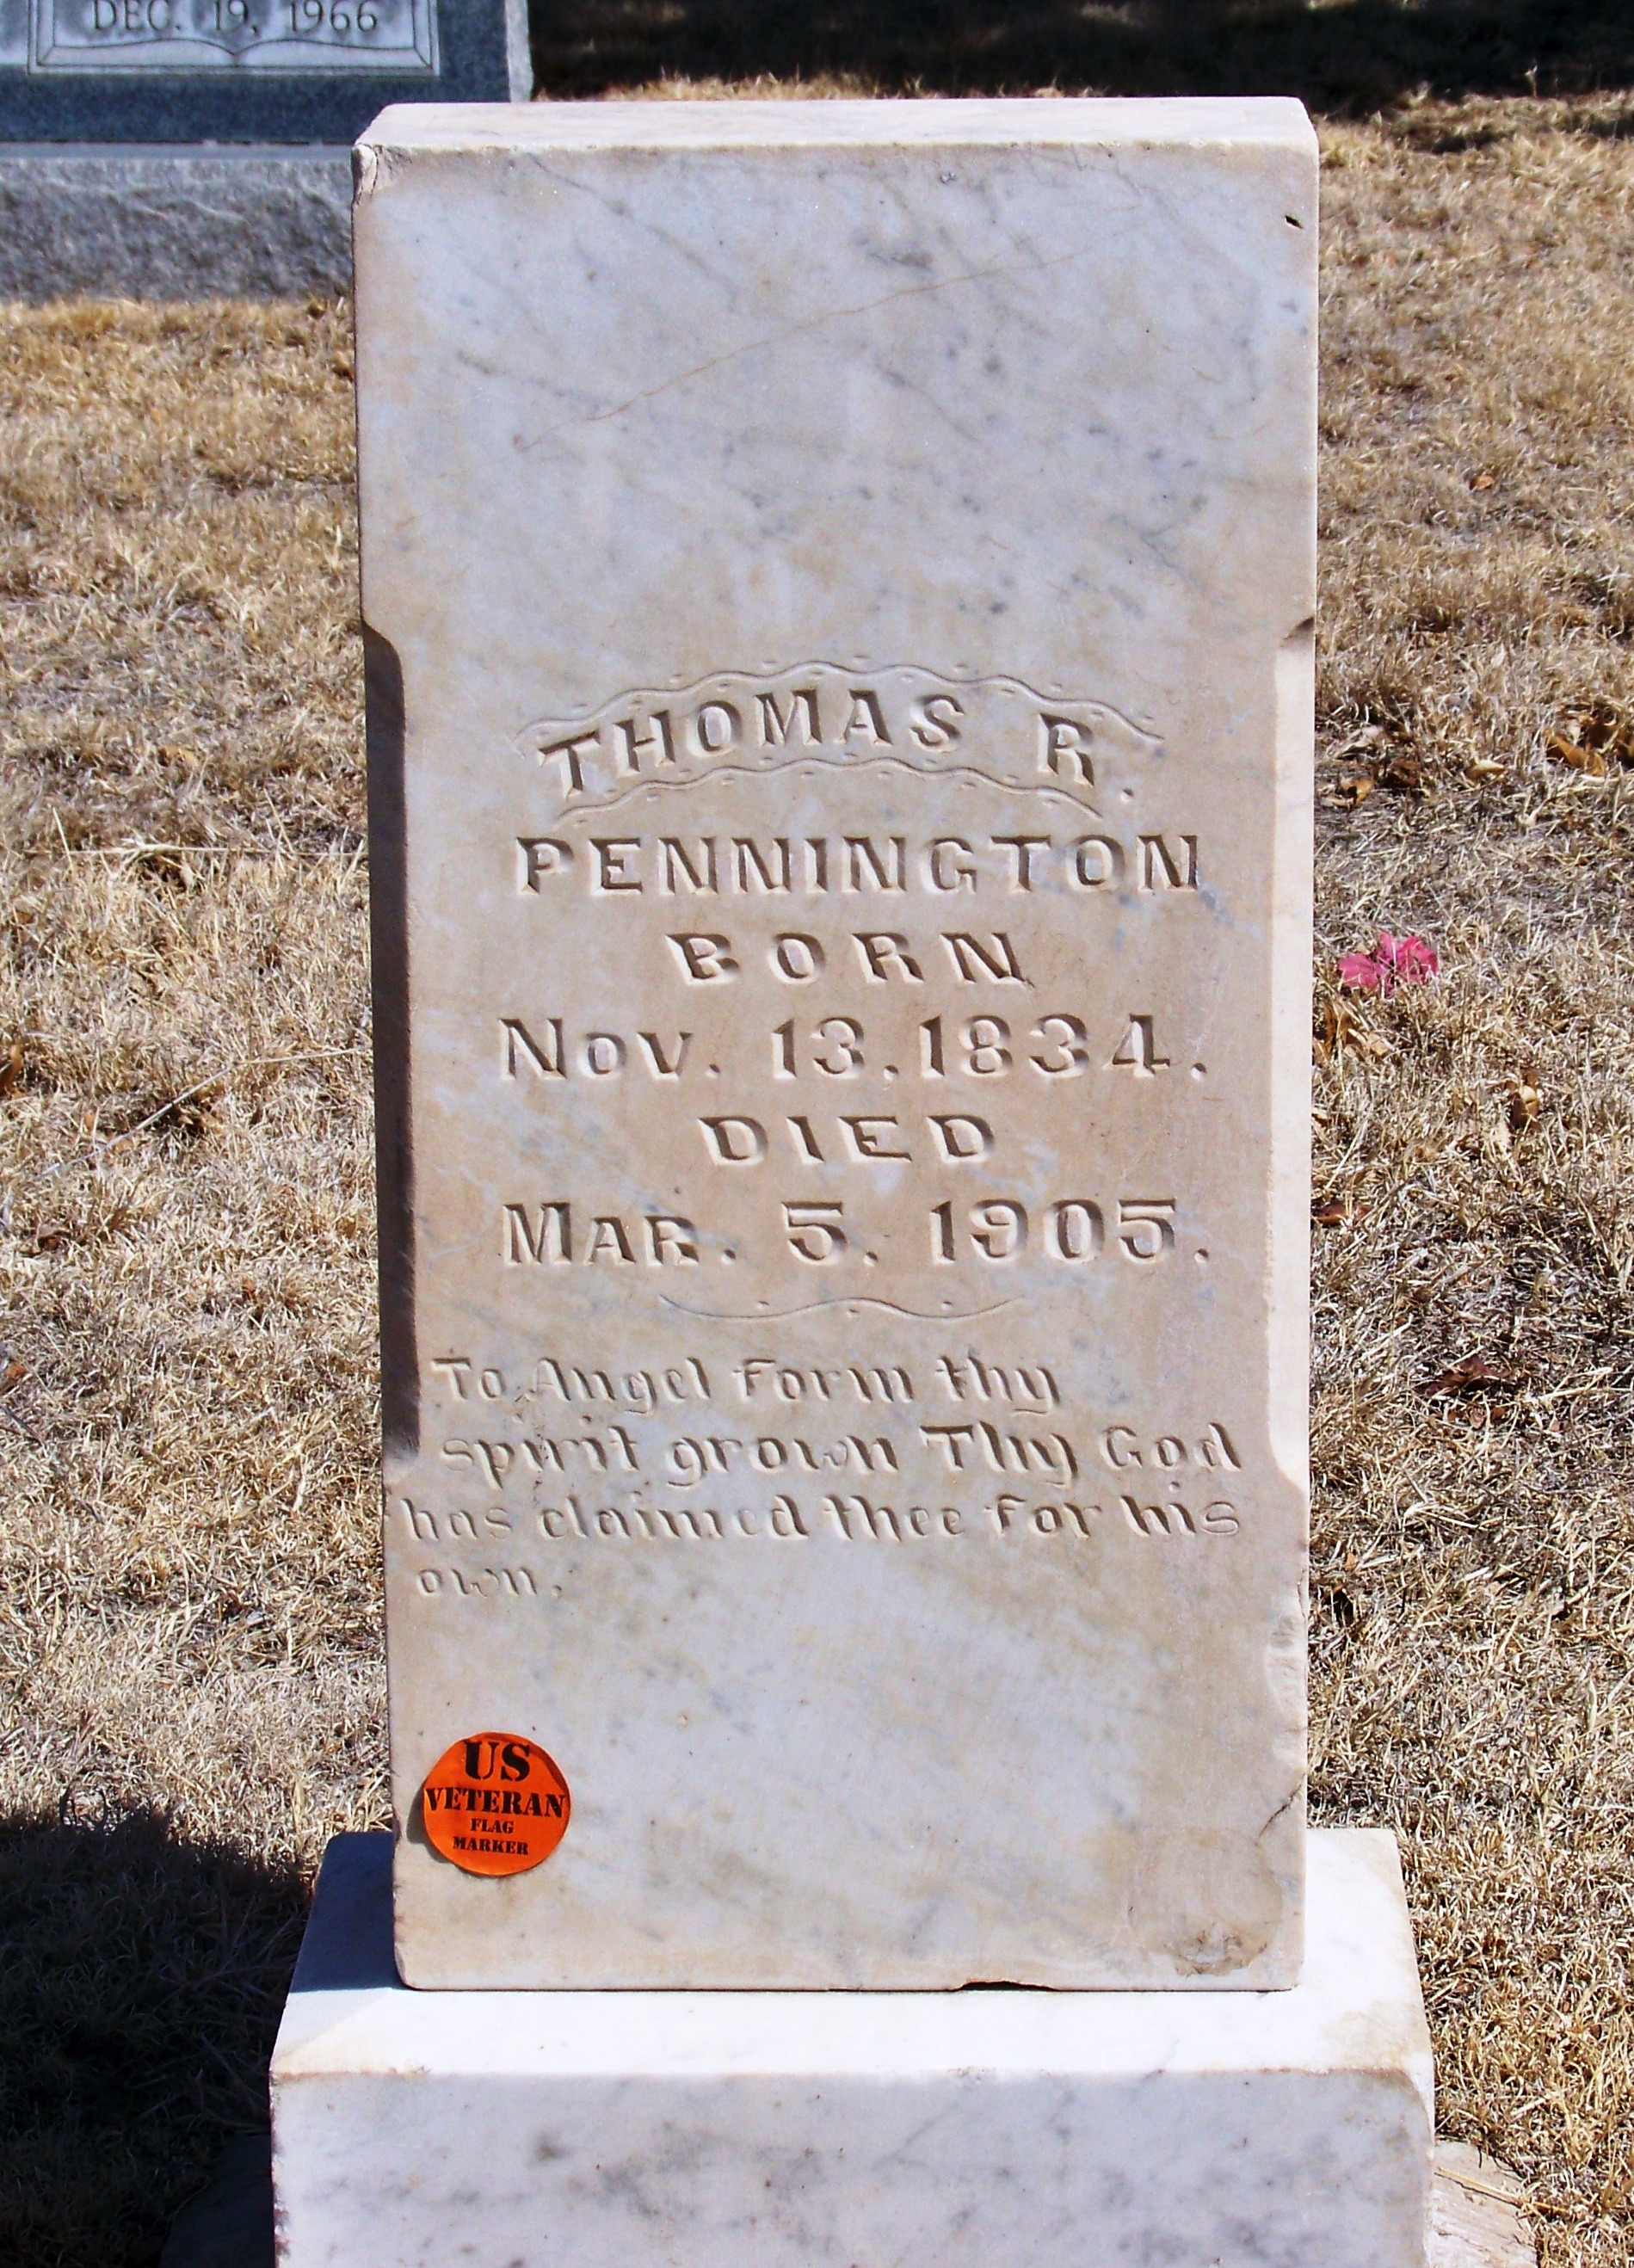 DEC. 19, 1966
THOMAS R.
PENNINGTON
BORN
Nov. 13. 1834.
DIED
MAR. 5. 1905.
To Angel form thy
spirit grown Thy God
has claimed thee for his
own.
US
VETERAN
FLAG
MARKER